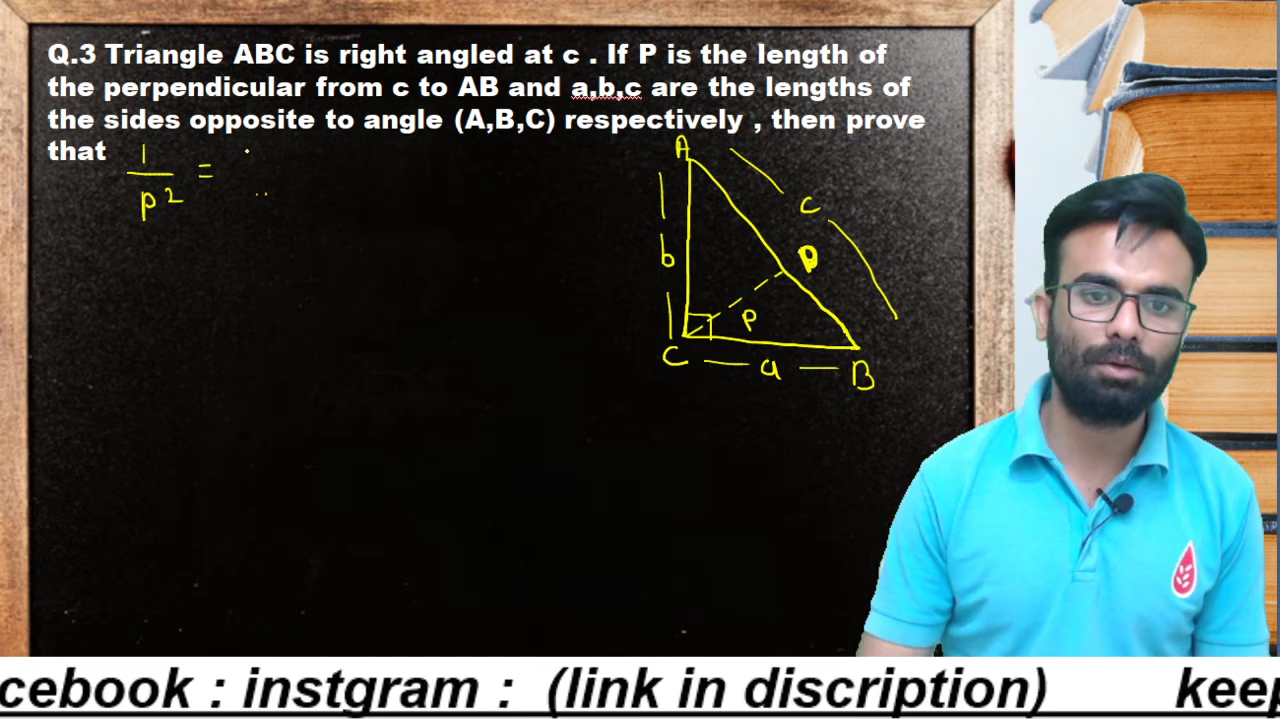 Q.3 Triangle ABC is right angled at c . If P is the length of
the perpendicular from c to AB and a,b,c are the lengths of
the sides opposite to angle (A,B,C) respectively , then prove
that
1
p2 =
A
c
b
D
p
C a B
cebook : instgram : (link in discription) keep